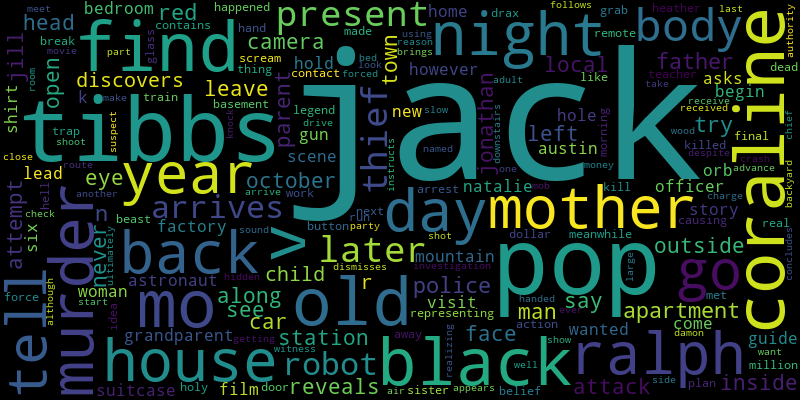 bedroom
red
contains
happened
present
night
body
heather
last
meet
head
find
camera
hand
home
drax
grab
remote
follows
break
movie
part
glass
scream
thing
hold
town
however
local
father
dead
authority
jill
open
discovers
leave
contact
basement
parent
jonathan
like
teacher
asks
begin
shirt
k
make
train
legend
drive
gun
thief
new
slow
adult
downstairs
hole
morning
receive
received
try
final
chief
trap
shoot
tibbs
jack
coraline
suspect
knock
bed
look
forced
reason
brings
instructs
left
austin
named
wood
killed
despite
crash
advance
close
room
route
year
scene
october
natalie
one
money
mob
kill
officer
orb
backyard
lead
eye
day
mother
charge
another
hell
attempt
six
never
n
arrives
arrive
work
run
next
arrest
story
causing
real
check
beast
factory
sound
button
party
dollar
meanwhile
outside
murder
ultimately
back
>
later
shot
mountain
pop
go
large
met
concludes
although
woman
astronaut
hidden
child
dismisses
investigation
police
say
tell
force
start
mo
along
see
old
r
visit
man
apartment
representing
come
damon
guide
idea
grandparent
car
station
away
handed
action
face
wanted
ever
want
million
house
getting
witness
robot
black
realizing
well
show
ralph
side
plan
inside
suitcase
holy
film
door
reveals
air
sister
appears
belief
attack
take
using